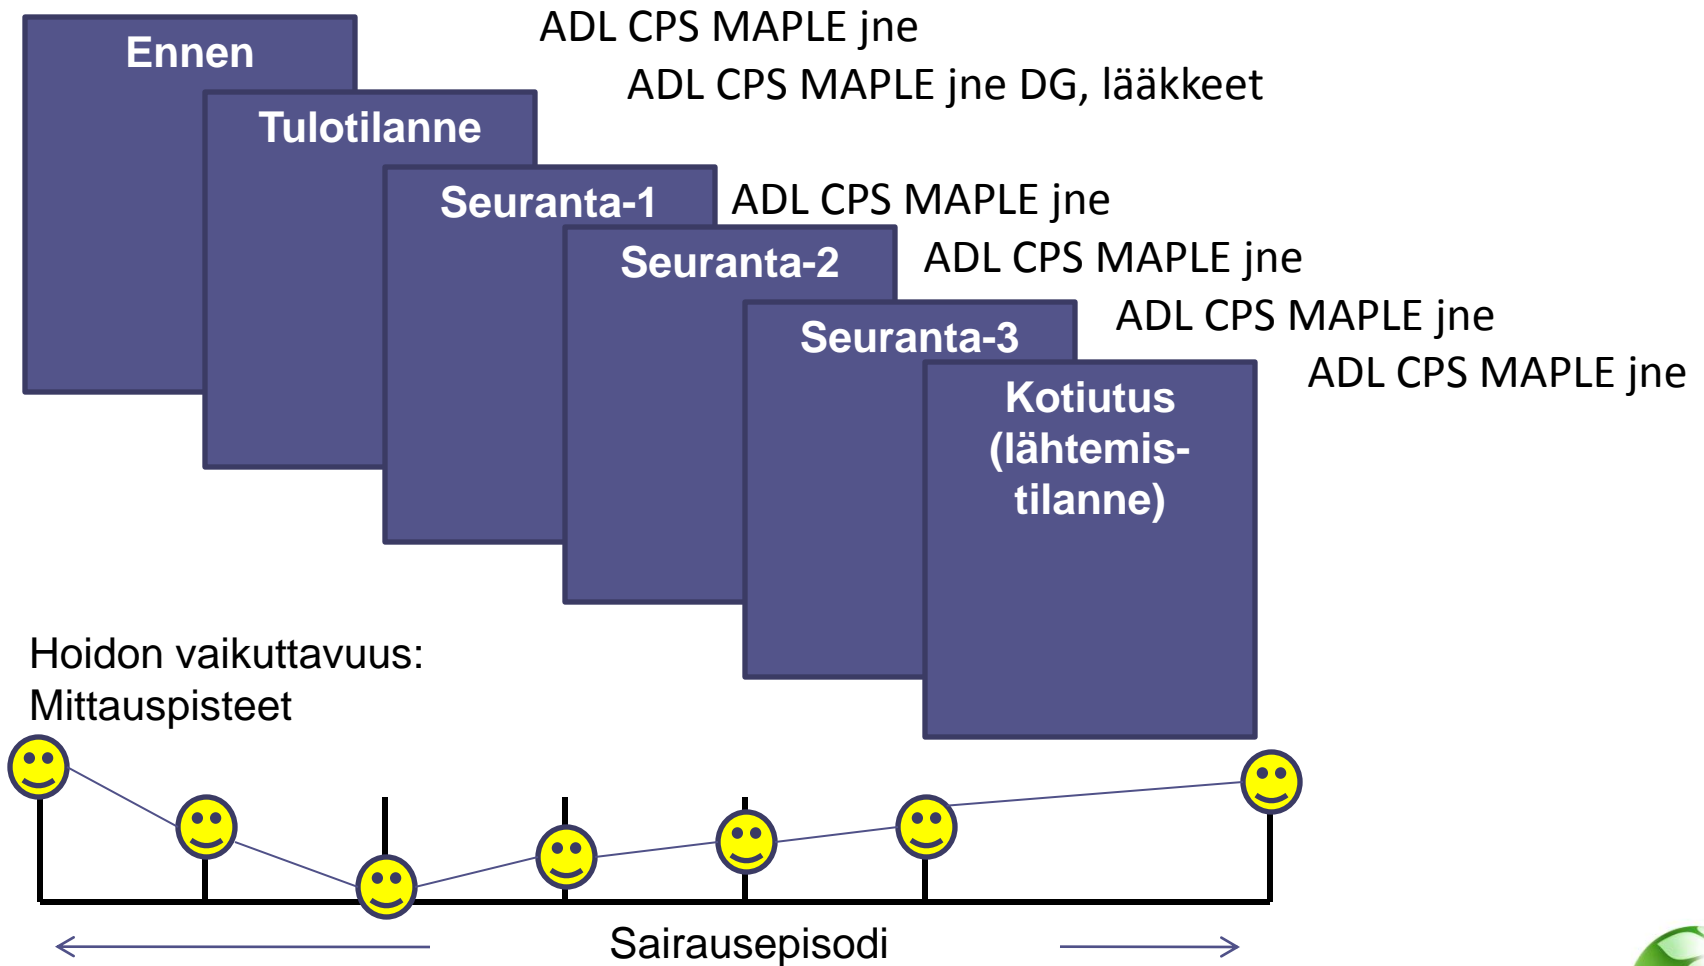 Ennen
ADL CPS MAPLE jne
ADL CPS MAPLE jne DG, lääkkeet
Tulotilanne
Seuranta-1
ADL CPS MAPLE jne
Seuranta-2
ADL CPS MAPLE jne
Seuranta-3
ADL CPS MAPLE jne
ADL CPS MAPLE jne
Kotiutus
(lähtemis-
tilanne)
Hoidon vaikuttavuus:
Mittauspisteet
Sairausepisodi